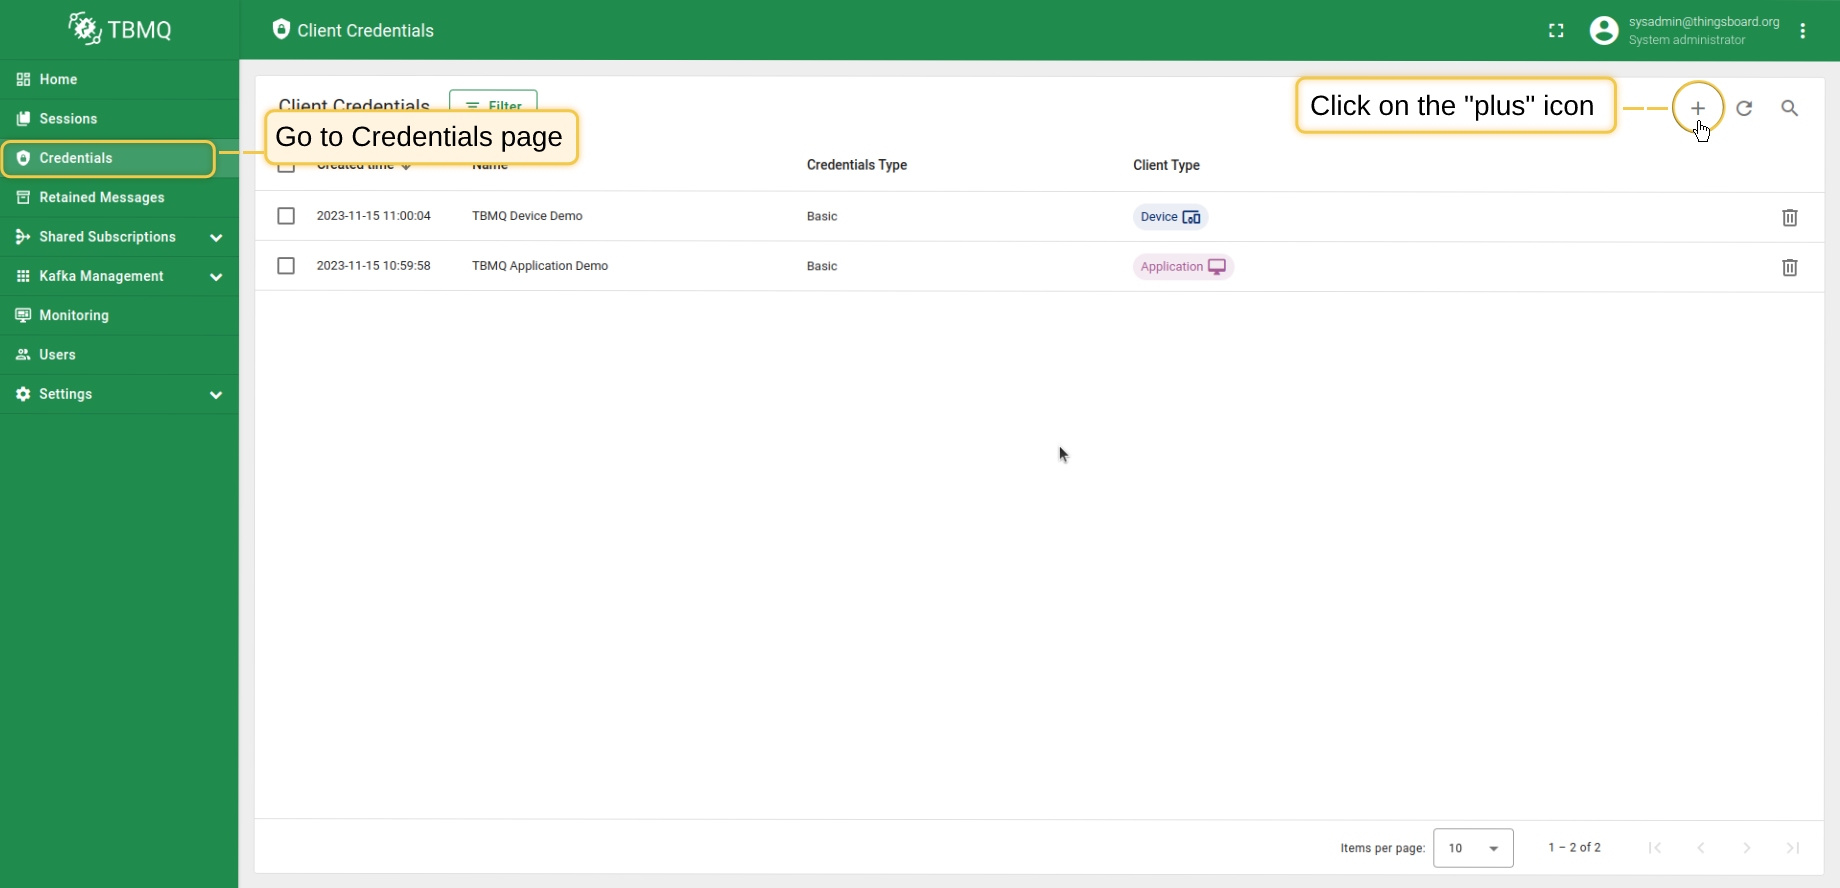 TBMQ
Client Credentials
sysadmin@thingsboard.org
System administrator
Home
Sessions
Credentials
Retained Messages
Shared Subscriptions
Kafka Management
Monitoring
Users
Settings
Client Credentials
Filter
Go to Credentials page
Click on the "plus" icon
Created time
Name
Credentials Type
Client Type
2023-11-15 11:00:04 TBMQ Device Demo Basic Device
2023-11-15 10:59:58 TBMQ Application Demo Basic Application
Items per page: 10 1 – 2 of 2